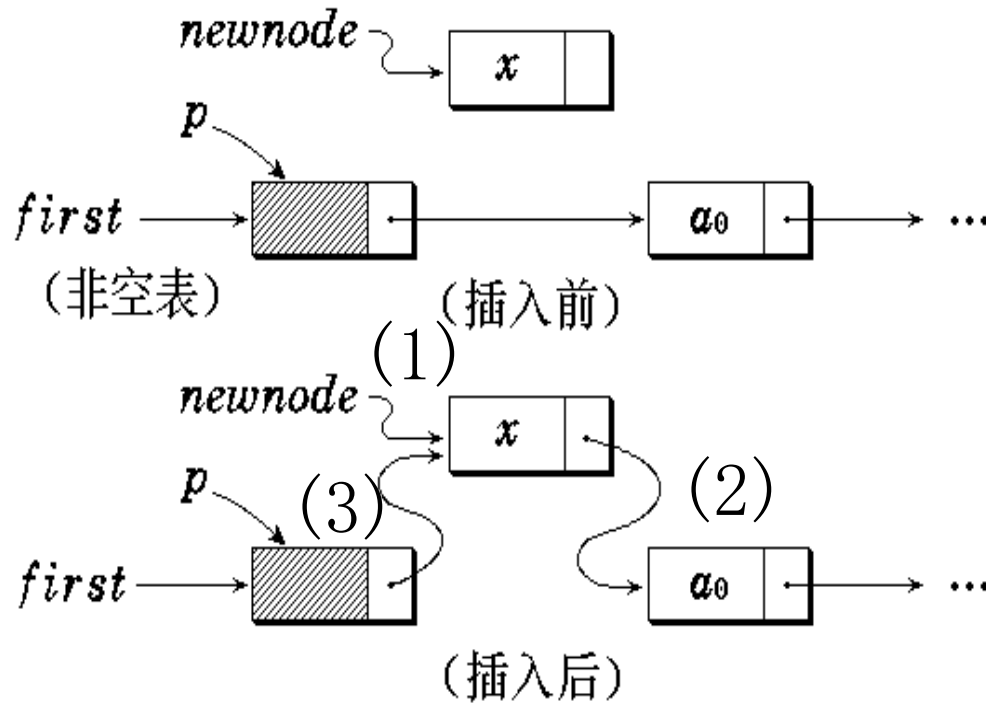 newnode x
p
first a0 ...
（非空表） （插入前）
(1)
newnode x
p (3) (2)
first a0 ...
（插入后）